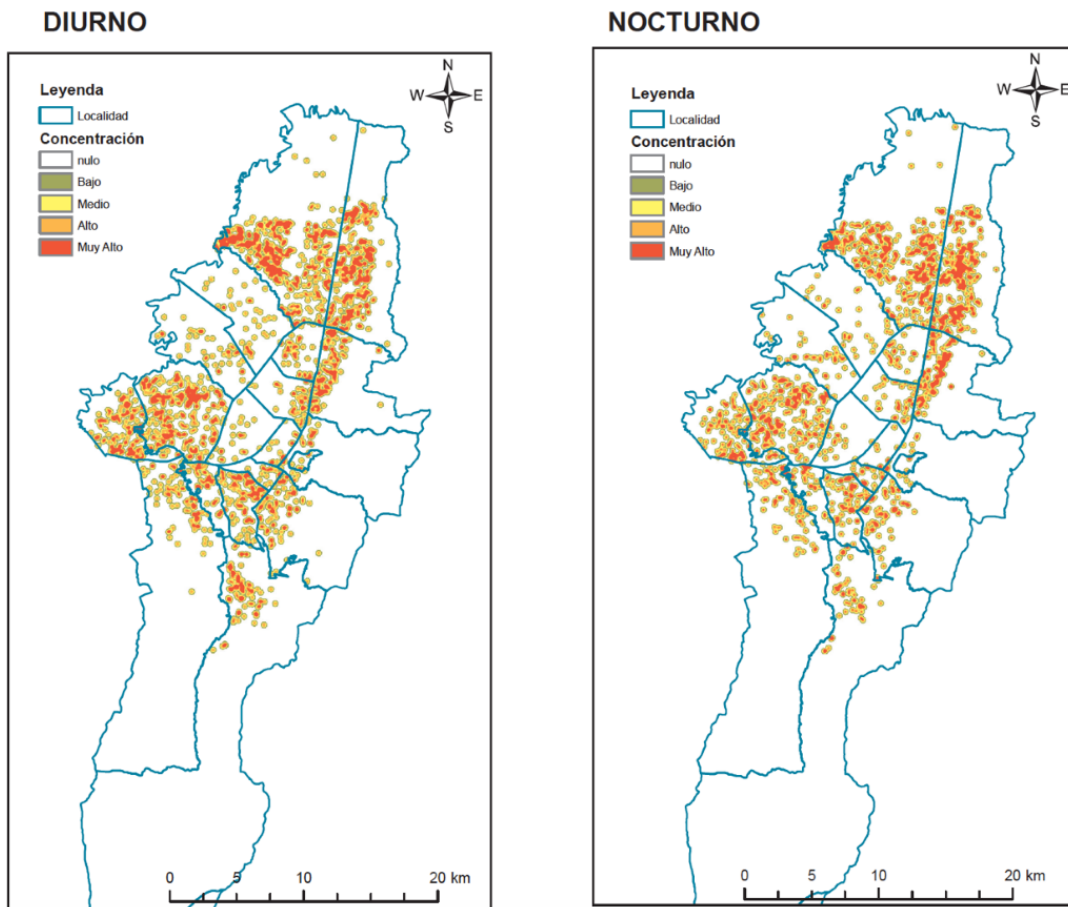 DIURNO
Leyenda
Localidad
Concentración
nulo
Bajo
Medio
Alto
Muy Alto
N
W E
S
0 5 10 20 km
NOCTURNO
Leyenda
Localidad
Concentración
nulo
Bajo
Medio
Alto
Muy Alto
N
W E
S
0 5 10 20 km